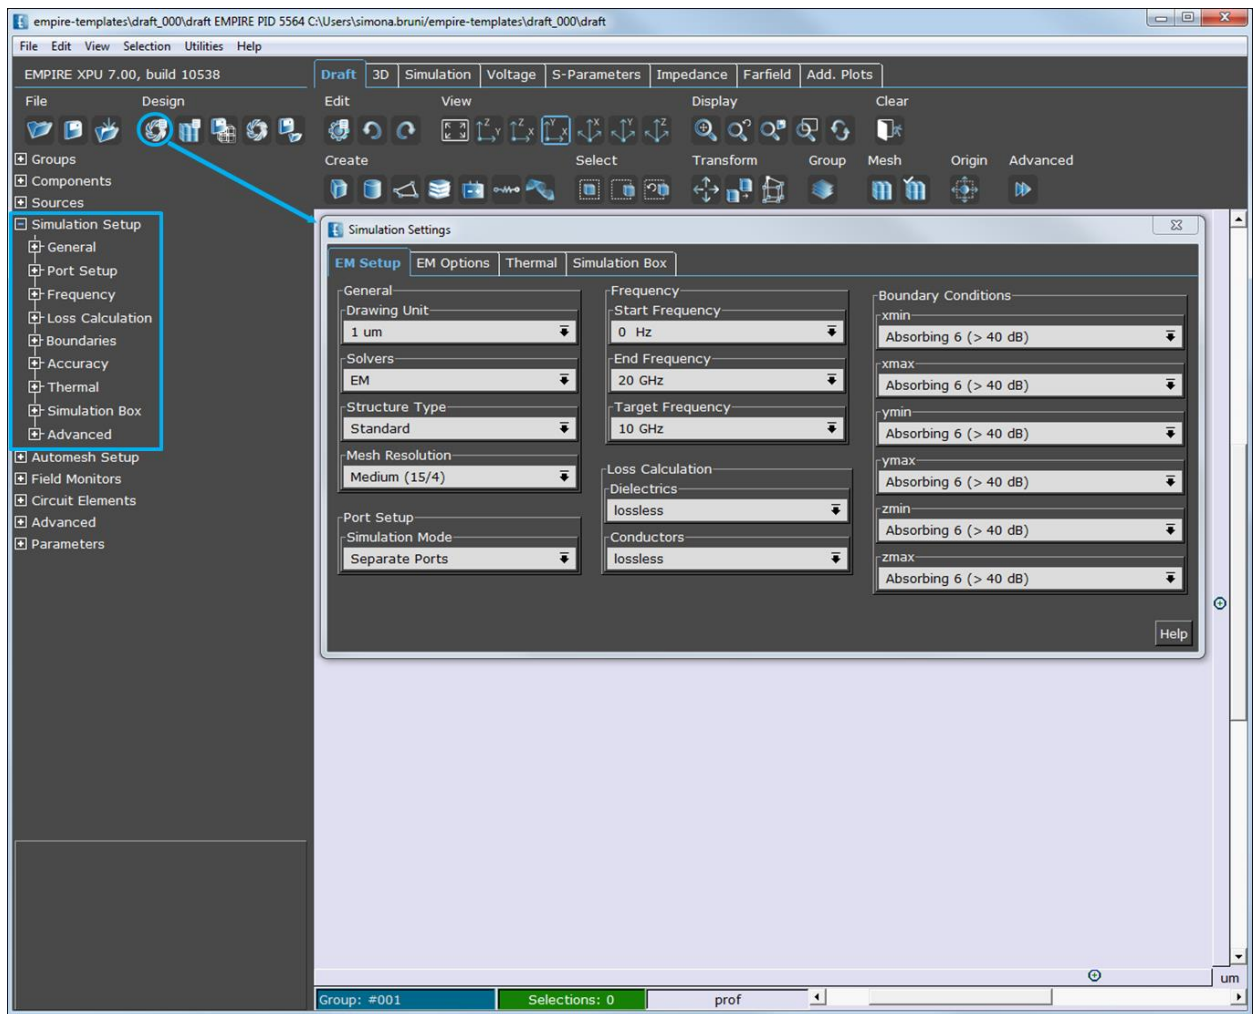 empire-templates\draft_000\draft EMPIRE PID 5564 C:\Users\simona.bruni/empire-templates\draft_000\draft
File Edit View Selection Utilities Help
EMPIRE XPU 7.00, build 10538
Draft 3D Simulation Voltage S-Parameters Impedance Farfield Add. Plots
File Design
Edit View Display Clear
Create Select Transform Group Mesh Origin Advanced
Groups
Components
Sources
Simulation Setup
General
Port Setup
Frequency
Loss Calculation
Boundaries
Accuracy
Thermal
Simulation Box
Advanced
Automesh Setup
Field Monitors
Circuit Elements
Advanced
Parameters
Simulation Settings
EM Setup EM Options Thermal Simulation Box
General
Drawing Unit
1 um
Solvers
EM
Structure Type
Standard
Mesh Resolution
Medium (15/4)
Port Setup
Simulation Mode
Separate Ports
Frequency
Start Frequency
0 Hz
End Frequency
20 GHz
Target Frequency
10 GHz
Loss Calculation
Dielectrics
lossless
Conductors
lossless
Boundary Conditions
xmin
Absorbing 6 (> 40 dB)
xmax
Absorbing 6 (> 40 dB)
ymin
Absorbing 6 (> 40 dB)
ymax
Absorbing 6 (> 40 dB)
zmin
Absorbing 6 (> 40 dB)
zmax
Absorbing 6 (> 40 dB)
Help
um
Group: #001 Selections: 0 prof